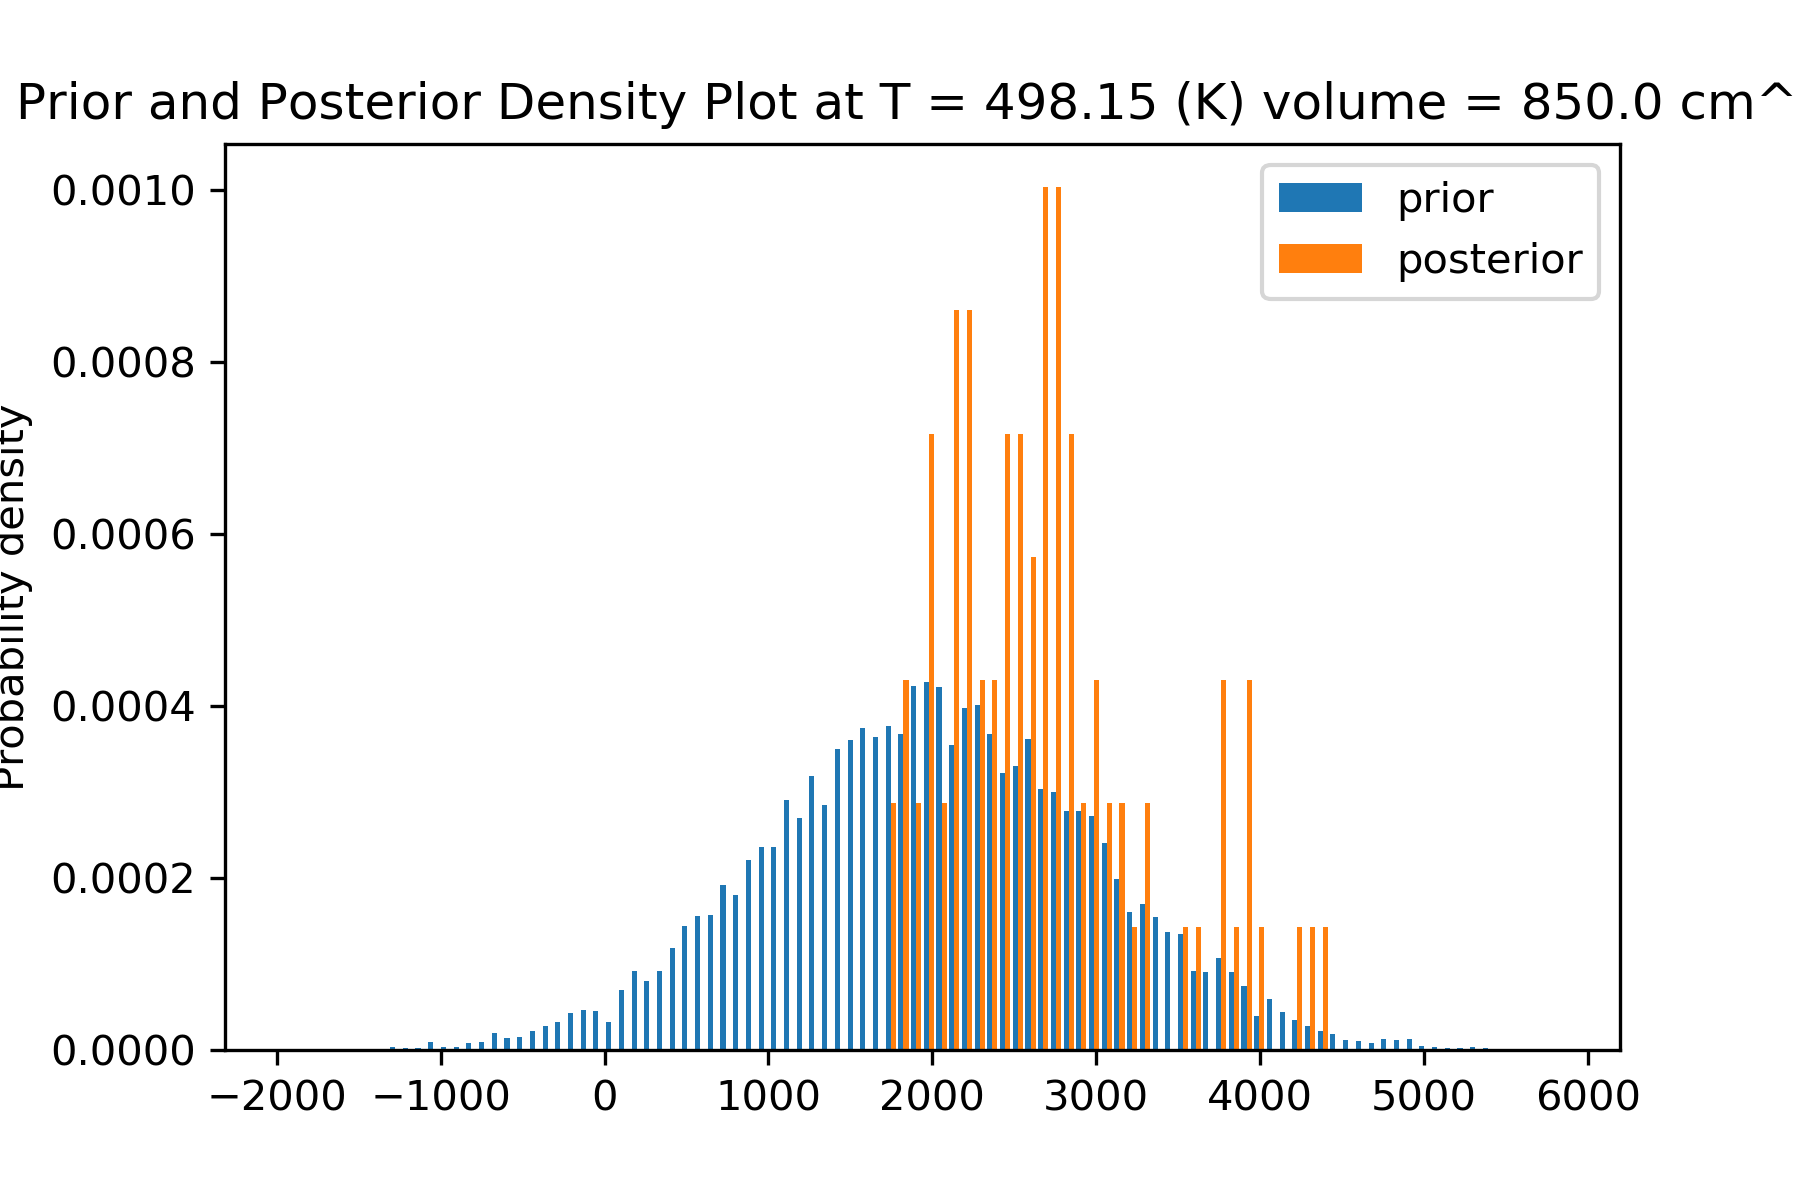 Prior and Posterior Density Plot at T = 498.15 (K) volume = 850.0 cm^
prior
posterior
Probability density
0.0010
0.0008
0.0006
0.0004
0.0002
0.0000
−2000 −1000 0 1000 2000 3000 4000 5000 6000